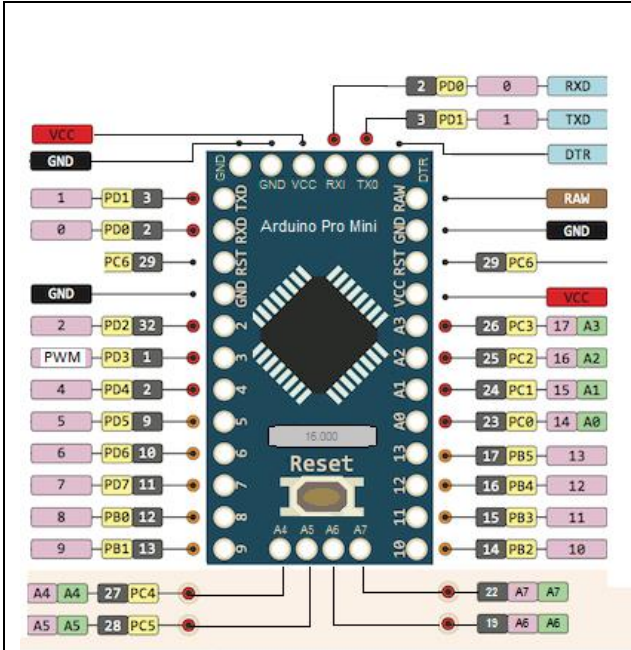 2 PD0 0 RXD
3 PD1 1 TXD
VCC
GND
DTR
GND GND VCC RXI TX0 DTR
1 PD1 3 TXD
RAW RAW
Arduino Pro Mini
0 PD0 2 RXD
GND GND
PC6 29 RST
RST 29 PC6
GND GND
VCC VCC
2 PD2 32 2
A3 26 PC3 17 A3
PWM PD3 1 3
A2 25 PC2 16 A2
4 PD4 2 4
A1 24 PC1 15 A1
5 PD5 9 5
A0 23 PC0 14 A0
16.000
6 PD6 10 6
13 17 PB5 13
Reset
7 PD7 11 7
12 16 PB4 12
8 PB0 12 8
11 15 PB3 11
A4 A5 A6 A7
9 PB1 13 9
10 14 PB2 10
A4 A4 27 PC4
22 A7 A7
A5 A5 28 PC5
19 A6 A6